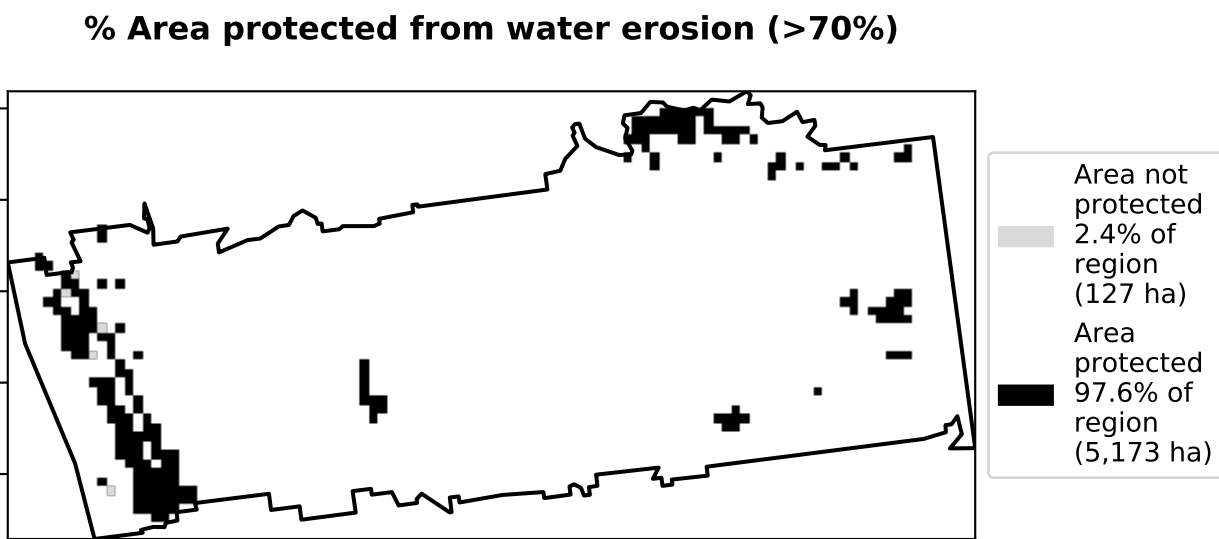 % Area protected from water erosion (>70%)
Area not
protected
2.4% of
region
(127 ha)
Area
protected
97.6% of
region
(5,173 ha)